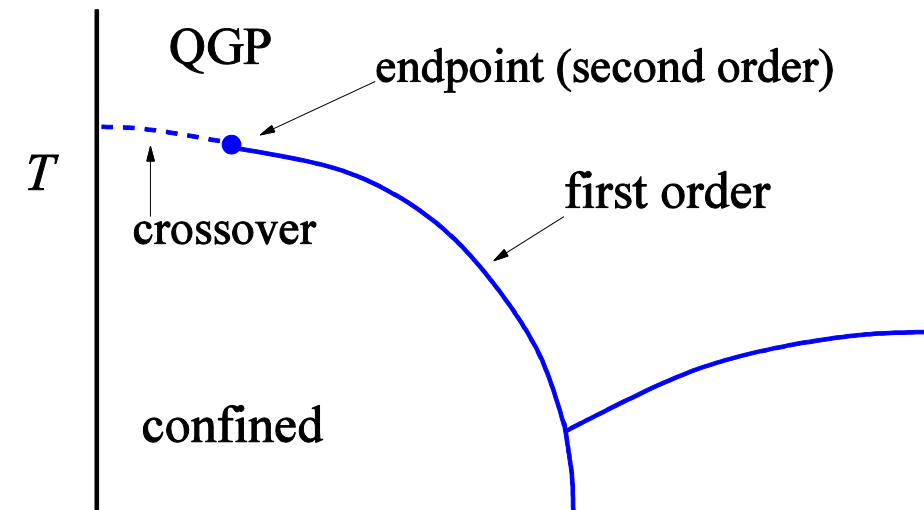 QGP
endpoint (second order)
T
first order
crossover
confined